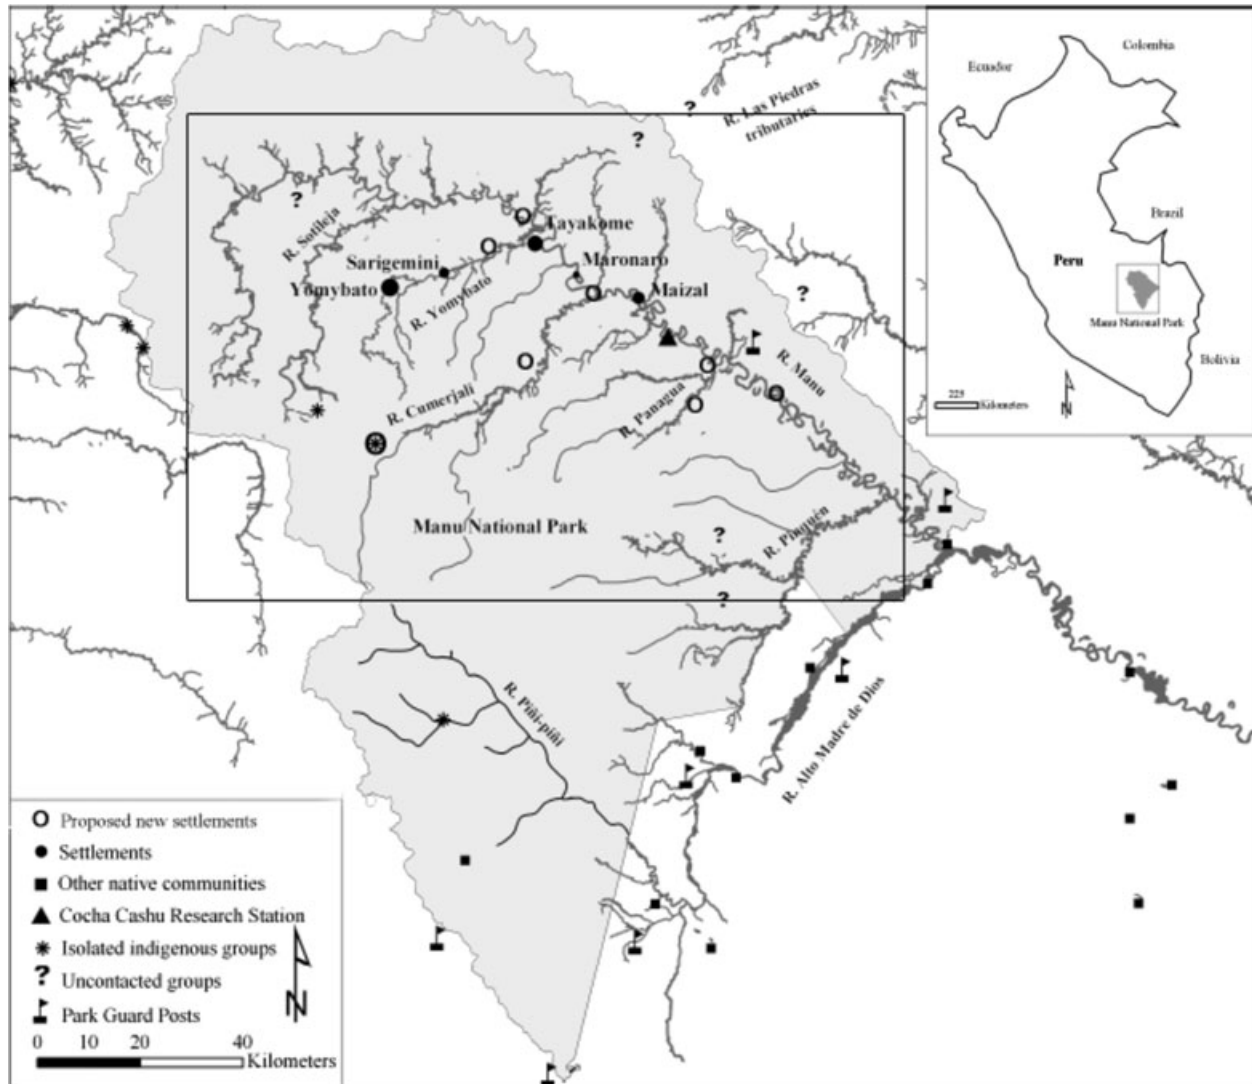 Colombia
Ecuador
Brazil
Peru
Manu National Park
Bolivia
225
Kilometers
N
R. Las Piedras
tributaries
?
?
?
R. Sotileja
Tayakome
Sarigemini
Maronaro
Yomybato
R. Yomybato
Maizal
?
R. Manu
R. Cumerjali
R. Panagua
Manu National Park
?
R. Pinquén
?
R. Piñi-piñi
R. Alto Madre de Dios
Proposed new settlements
Settlements
Other native communities
Cocha Cashu Research Station
Isolated indigenous groups
? Uncontacted groups
Park Guard Posts
N
0 10 20 40
Kilometers